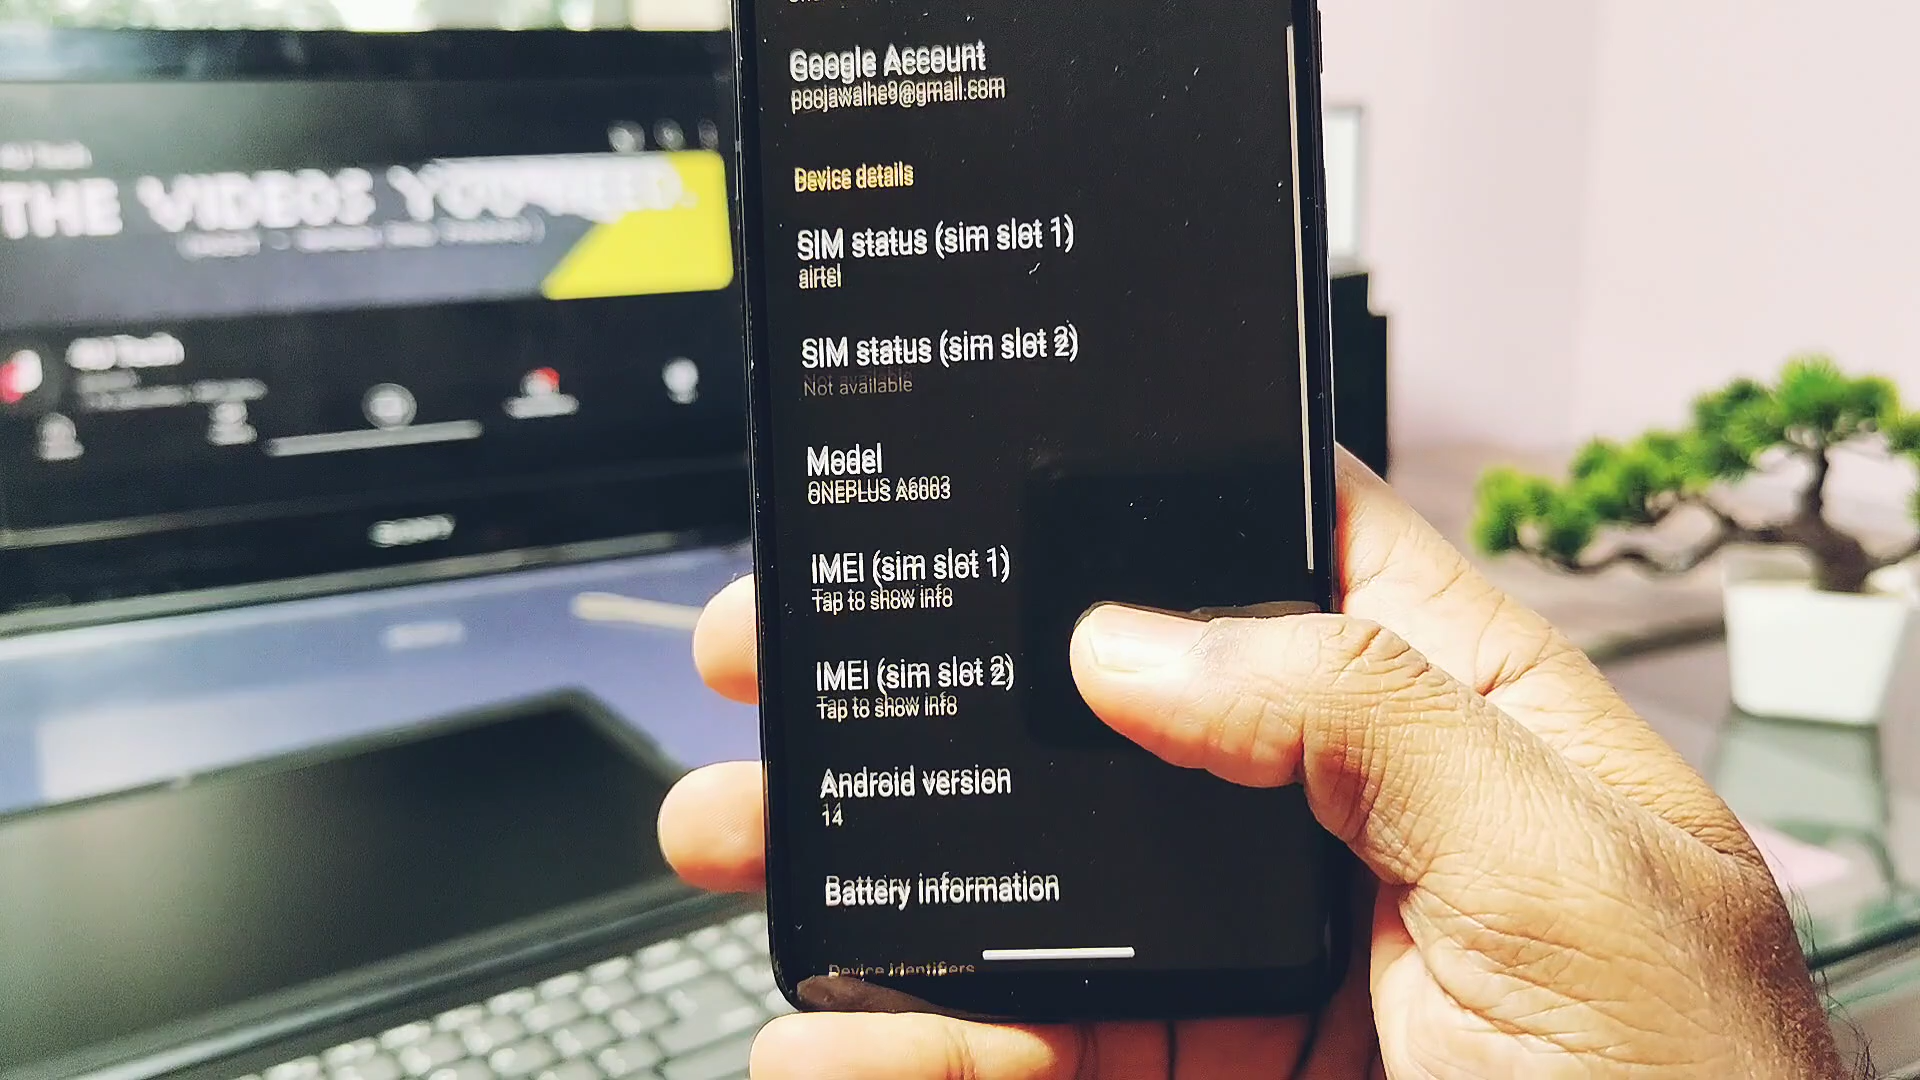 Google Account
poojawalhe9@gmail.com
Device details
SIM status (sim slot 1)
airtel
SIM status (sim slot 2)
Not available
Model
ONEPLUS A6003
IMEI (sim slot 1)
Tap to show info
IMEI (sim slot 2)
Tap to show info
Android version
14
Battery information
Device identifiers
THE VIDEOS YOU NEED.